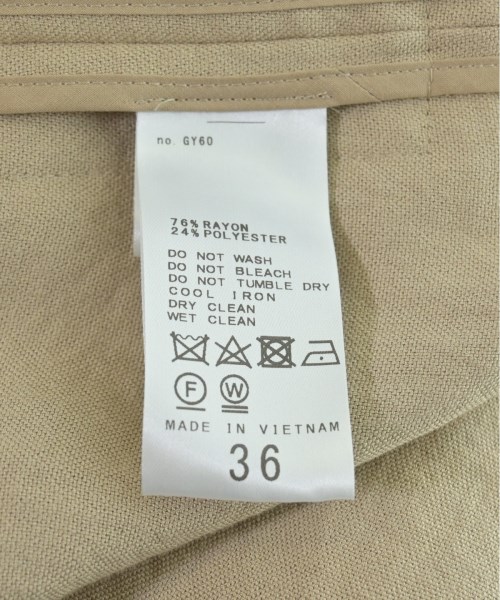 no. GY60
76% RAYON
24% POLYESTER
DO NOT WASH
DO NOT BLEACH
DO NOT TUMBLE DRY
COOL IRON
DRY CLEAN
WET CLEAN
F W
MADE IN VIETNAM
36